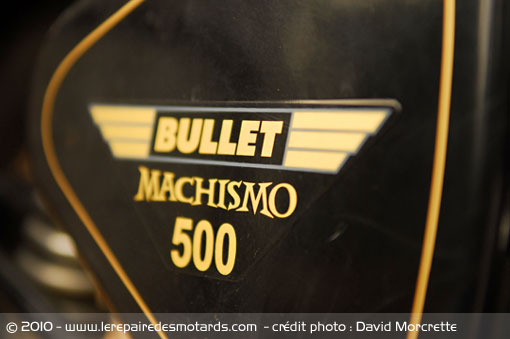 BULLET
MACHISMO
500
© 2010 - www.lerepairedesmotards.com - crédit photo : David Morcrette